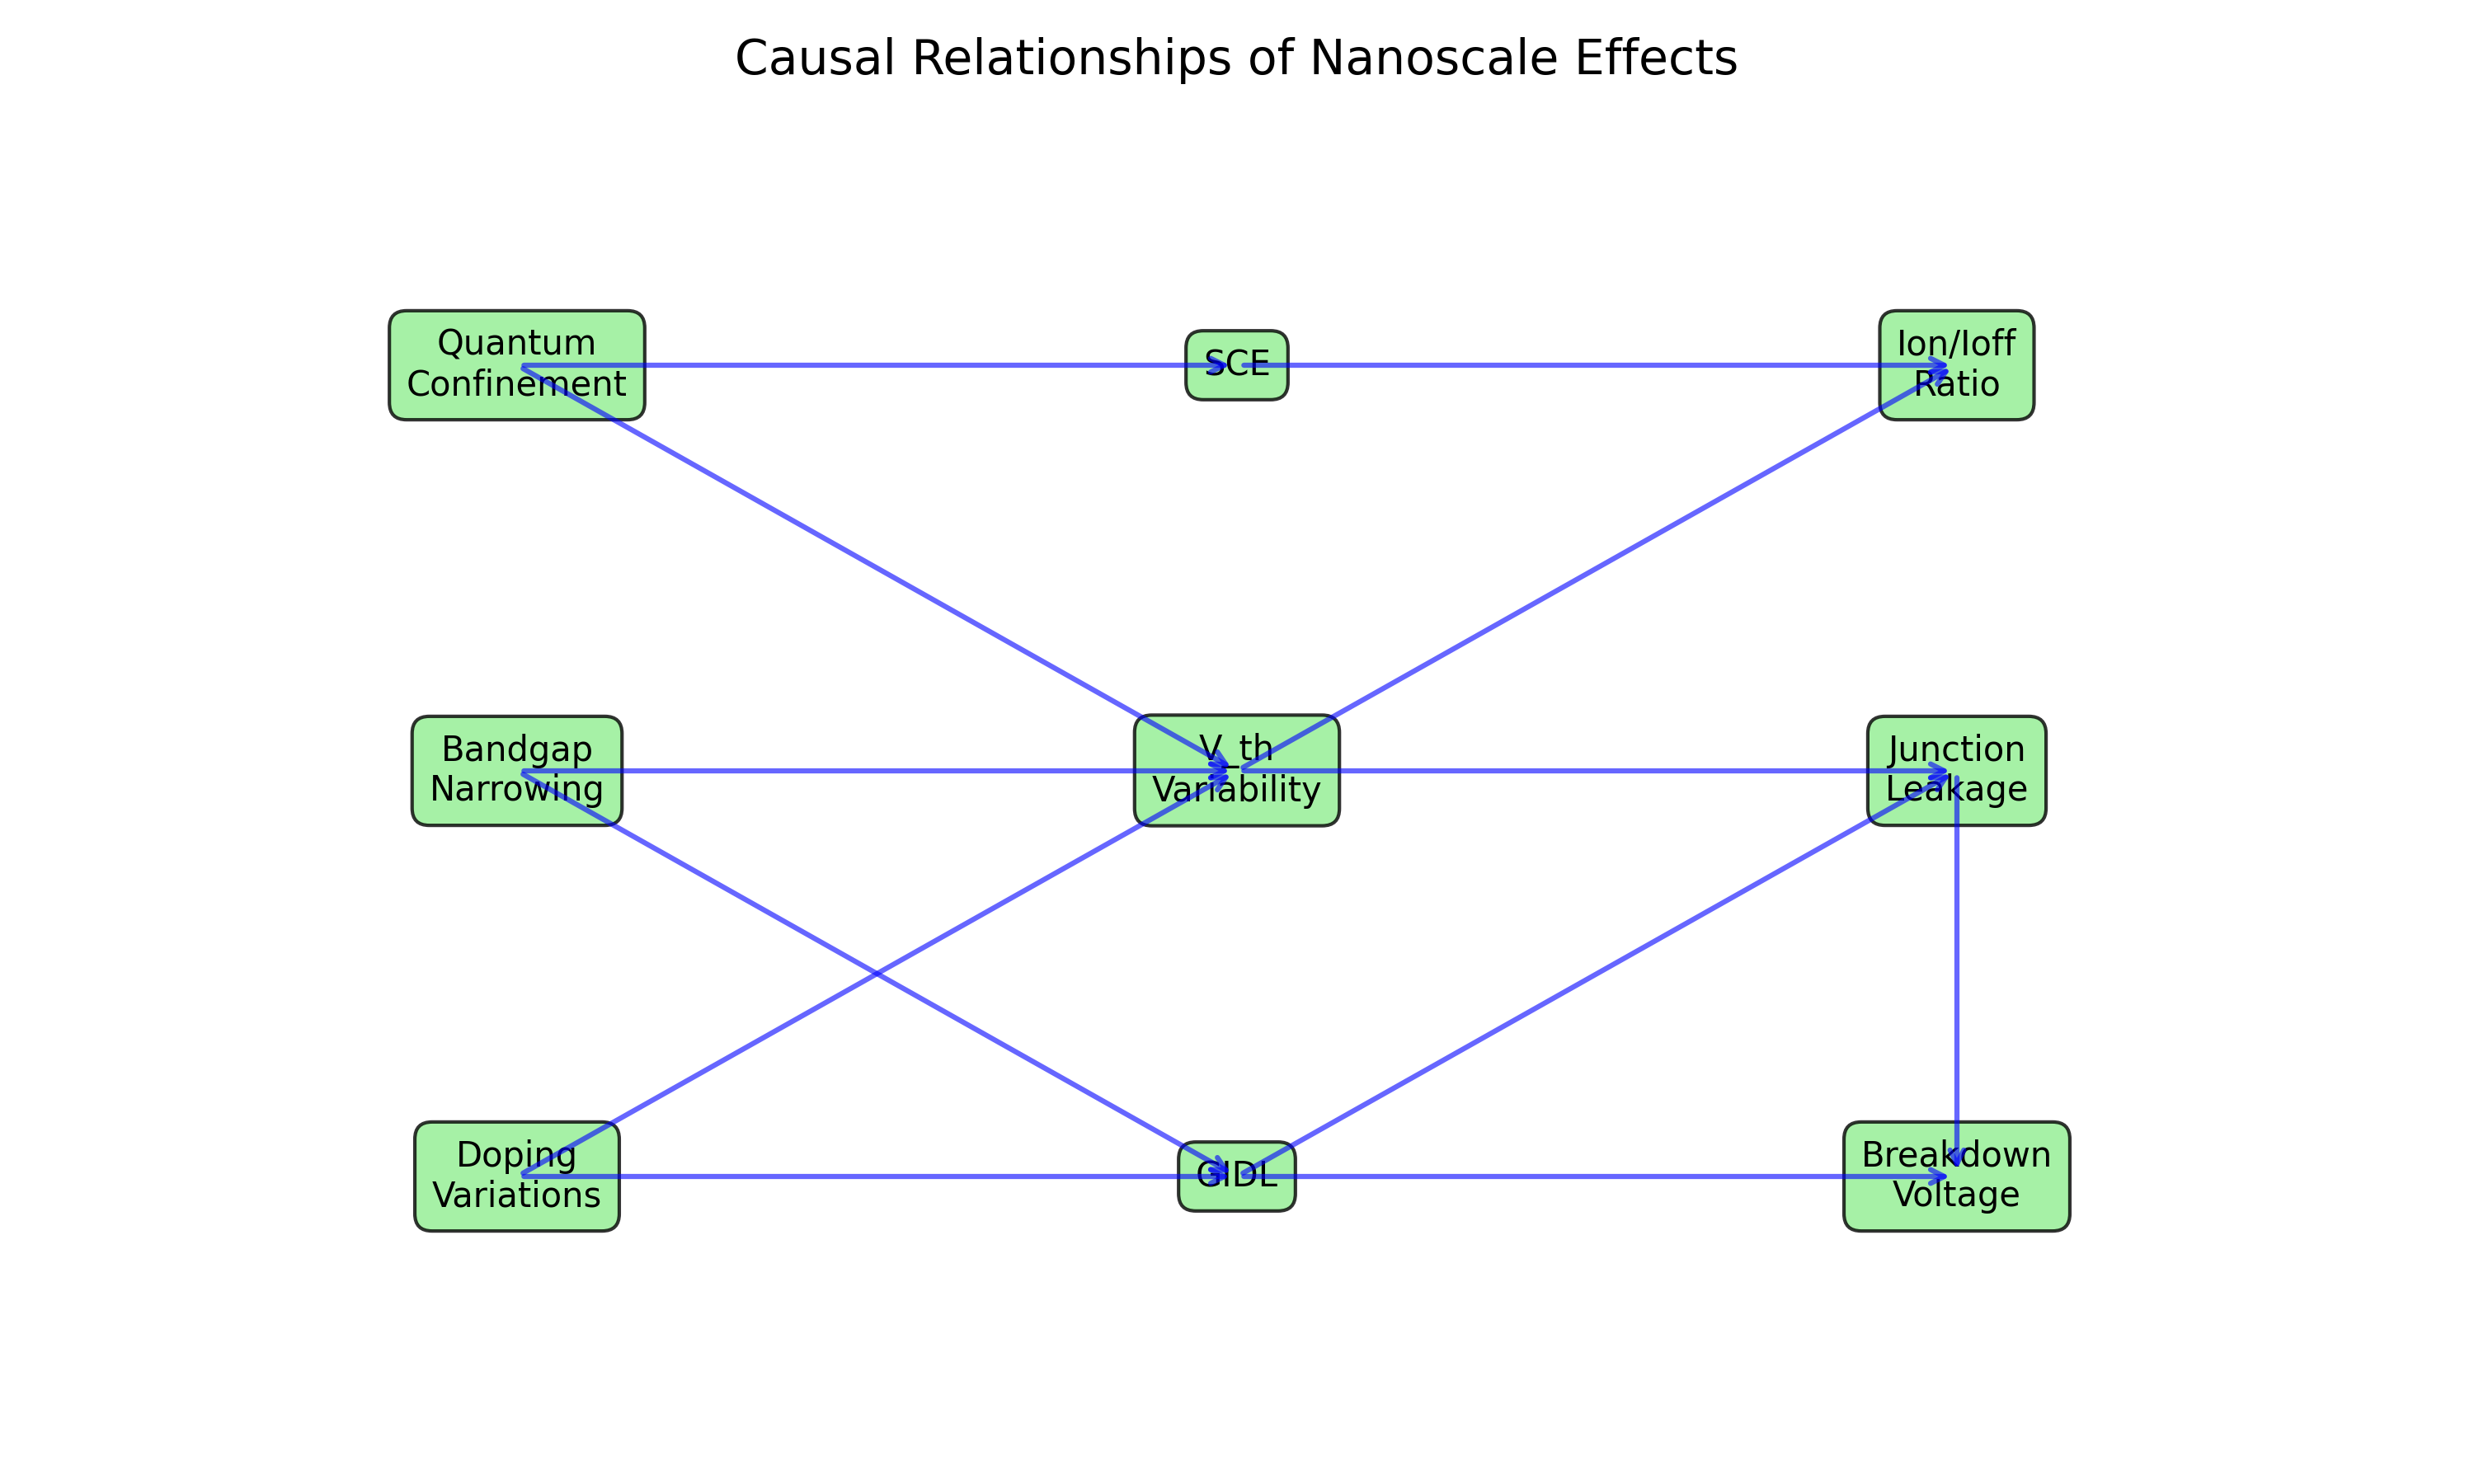 Causal Relationships of Nanoscale Effects
Quantum
Confinement
SCE
Ion/Ioff
Ratio
Bandgap
Narrowing
V_th
Variability
Junction
Leakage
Doping
Variations
GIDL
Breakdown
Voltage